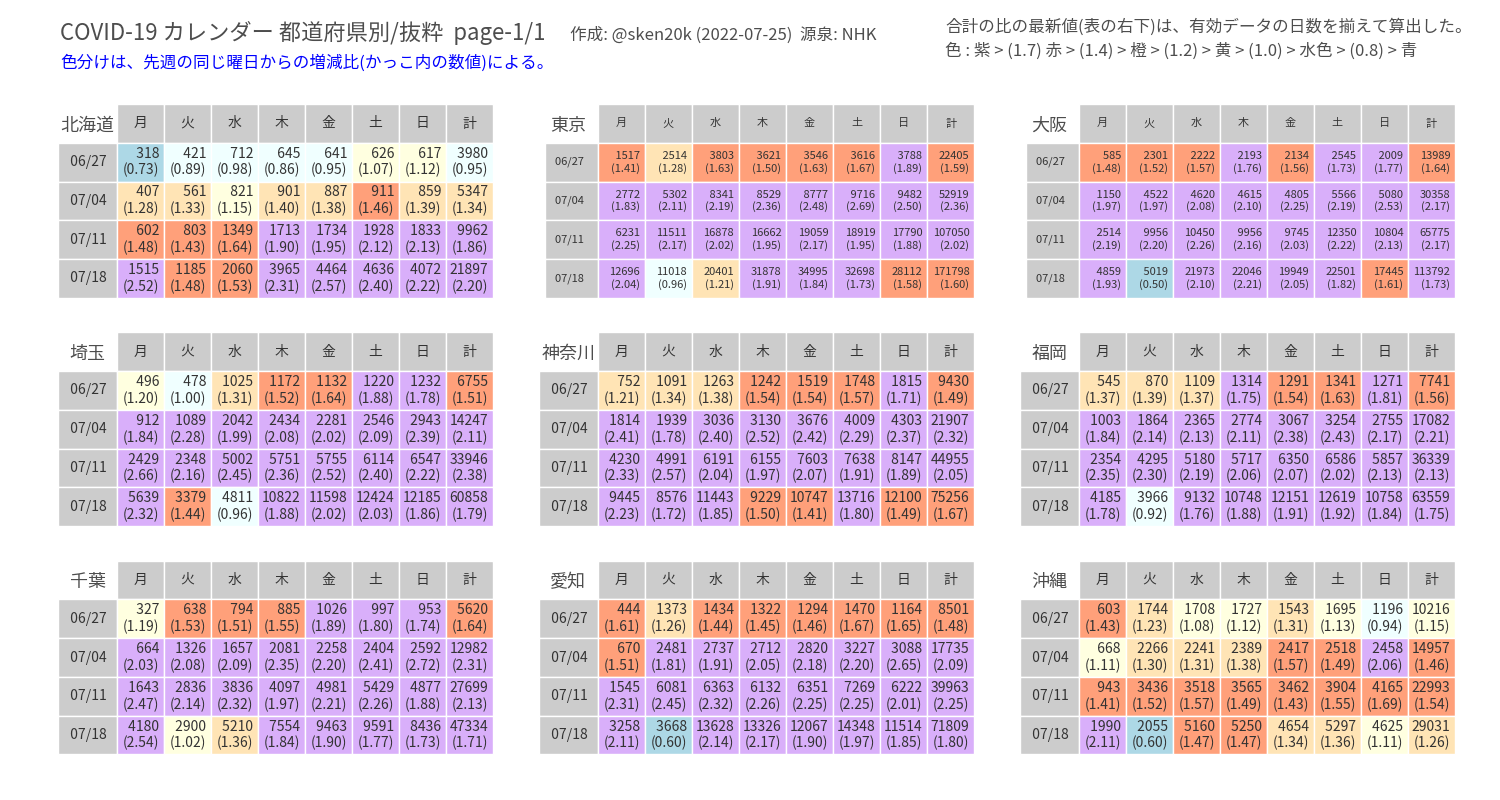 COVID-19 カレンダー 都道府県別/抜粋 page-1/1
作成: @sken20k (2022-07-25) 源泉: NHK
合計の比の最新値(表の右下)は、有効データの日数を揃えて算出した。
色分けは、先週の同じ曜日からの増減比(かっこ内の数値)による。
色 : 紫 > (1.7) 赤 > (1.4) > 橙 > (1.2) > 黄 > (1.0) > 水色 > (0.8) > 青
北海道 月 火 水 木 金 土 日 計
06/27 318 421 712 645 641 626 617 3980
(0.73) (0.89) (0.98) (0.86) (0.95) (1.07) (1.12) (0.95)
07/04 407 561 821 901 887 911 859 5347
(1.28) (1.33) (1.15) (1.40) (1.38) (1.46) (1.39) (1.34)
07/11 602 803 1349 1713 1734 1928 1833 9962
(1.48) (1.43) (1.64) (1.90) (1.95) (2.12) (2.13) (1.86)
07/18 1515 1185 2060 3965 4464 4636 4072 21897
(2.52) (1.48) (1.53) (2.31) (2.57) (2.40) (2.22) (2.20)
東京 月 火 水 木 金 土 日 計
06/27 1517 2514 3803 3621 3546 3616 3788 22405
(1.41) (1.28) (1.63) (1.50) (1.63) (1.67) (1.89) (1.59)
07/04 2772 5302 8341 8529 8777 9716 9482 52919
(1.83) (2.11) (2.19) (2.36) (2.48) (2.69) (2.50) (2.36)
07/11 6231 11511 16878 16662 19059 18919 17790 107050
(2.25) (2.17) (2.02) (1.95) (2.17) (1.95) (1.88) (2.02)
07/18 12696 11018 20401 31878 34995 32698 28112 171798
(2.04) (0.96) (1.21) (1.91) (1.84) (1.73) (1.58) (1.60)
大阪 月 火 水 木 金 土 日 計
06/27 585 2301 2222 2193 2134 2545 2009 13989
(1.48) (1.52) (1.57) (1.76) (1.56) (1.73) (1.77) (1.64)
07/04 1150 4522 4620 4615 4805 5566 5080 30358
(1.97) (1.97) (2.08) (2.10) (2.25) (2.19) (2.53) (2.17)
07/11 2514 9956 10450 9956 9745 12350 10804 65775
(2.19) (2.20) (2.26) (2.16) (2.03) (2.22) (2.13) (2.17)
07/18 4859 5019 21973 22046 19949 22501 17445 113792
(1.93) (0.50) (2.10) (2.21) (2.05) (1.82) (1.61) (1.73)
埼玉 月 火 水 木 金 土 日 計
06/27 496 478 1025 1172 1132 1220 1232 6755
(1.20) (1.00) (1.31) (1.52) (1.64) (1.88) (1.78) (1.51)
07/04 912 1089 2042 2434 2281 2546 2943 14247
(1.84) (2.28) (1.99) (2.08) (2.02) (2.09) (2.39) (2.11)
07/11 2429 2348 5002 5751 5755 6114 6547 33946
(2.66) (2.16) (2.45) (2.36) (2.52) (2.40) (2.22) (2.38)
07/18 5639 3379 4811 10822 11598 12424 12185 60858
(2.32) (1.44) (0.96) (1.88) (2.02) (2.03) (1.86) (1.79)
神奈川 月 火 水 木 金 土 日 計
06/27 752 1091 1263 1242 1519 1748 1815 9430
(1.21) (1.34) (1.38) (1.54) (1.54) (1.57) (1.71) (1.49)
07/04 1814 1939 3036 3130 3676 4009 4303 21907
(2.41) (1.78) (2.40) (2.52) (2.42) (2.29) (2.37) (2.32)
07/11 4230 4991 6191 6155 7603 7638 8147 44955
(2.33) (2.57) (2.04) (1.97) (2.07) (1.91) (1.89) (2.05)
07/18 9445 8576 11443 9229 10747 13716 12100 75256
(2.23) (1.72) (1.85) (1.50) (1.41) (1.80) (1.49) (1.67)
福岡 月 火 水 木 金 土 日 計
06/27 545 870 1109 1314 1291 1341 1271 7741
(1.37) (1.39) (1.37) (1.75) (1.54) (1.63) (1.81) (1.56)
07/04 1003 1864 2365 2774 3067 3254 2755 17082
(1.84) (2.14) (2.13) (2.11) (2.38) (2.43) (2.17) (2.21)
07/11 2354 4295 5180 5717 6350 6586 5857 36339
(2.35) (2.30) (2.19) (2.06) (2.07) (2.02) (2.13) (2.13)
07/18 4185 3966 9132 10748 12151 12619 10758 63559
(1.78) (0.92) (1.76) (1.88) (1.91) (1.92) (1.84) (1.75)
千葉 月 火 水 木 金 土 日 計
06/27 327 638 794 885 1026 997 953 5620
(1.19) (1.53) (1.51) (1.55) (1.89) (1.80) (1.74) (1.64)
07/04 664 1326 1657 2081 2258 2404 2592 12982
(2.03) (2.08) (2.09) (2.35) (2.20) (2.41) (2.72) (2.31)
07/11 1643 2836 3836 4097 4981 5429 4877 27699
(2.47) (2.14) (2.32) (1.97) (2.21) (2.26) (1.88) (2.13)
07/18 4180 2900 5210 7554 9463 9591 8436 47334
(2.54) (1.02) (1.36) (1.84) (1.90) (1.77) (1.73) (1.71)
愛知 月 火 水 木 金 土 日 計
06/27 444 1373 1434 1322 1294 1470 1164 8501
(1.61) (1.26) (1.44) (1.45) (1.46) (1.67) (1.65) (1.48)
07/04 670 2481 2737 2712 2820 3227 3088 17735
(1.51) (1.81) (1.91) (2.05) (2.18) (2.20) (2.65) (2.09)
07/11 1545 6081 6363 6132 6351 7269 6222 39963
(2.31) (2.45) (2.32) (2.26) (2.25) (2.25) (2.01) (2.25)
07/18 3258 3668 13628 13326 12067 14348 11514 71809
(2.11) (0.60) (2.14) (2.17) (1.90) (1.97) (1.85) (1.80)
沖縄 月 火 水 木 金 土 日 計
06/27 603 1744 1708 1727 1543 1695 1196 10216
(1.43) (1.23) (1.08) (1.12) (1.31) (1.13) (0.94) (1.15)
07/04 668 2266 2241 2389 2417 2518 2458 14957
(1.11) (1.30) (1.31) (1.38) (1.57) (1.49) (2.06) (1.46)
07/11 943 3436 3518 3565 3462 3904 4165 22993
(1.41) (1.52) (1.57) (1.49) (1.43) (1.55) (1.69) (1.54)
07/18 1990 2055 5160 5250 4654 5297 4625 29031
(2.11) (0.60) (1.47) (1.47) (1.34) (1.36) (1.11) (1.26)